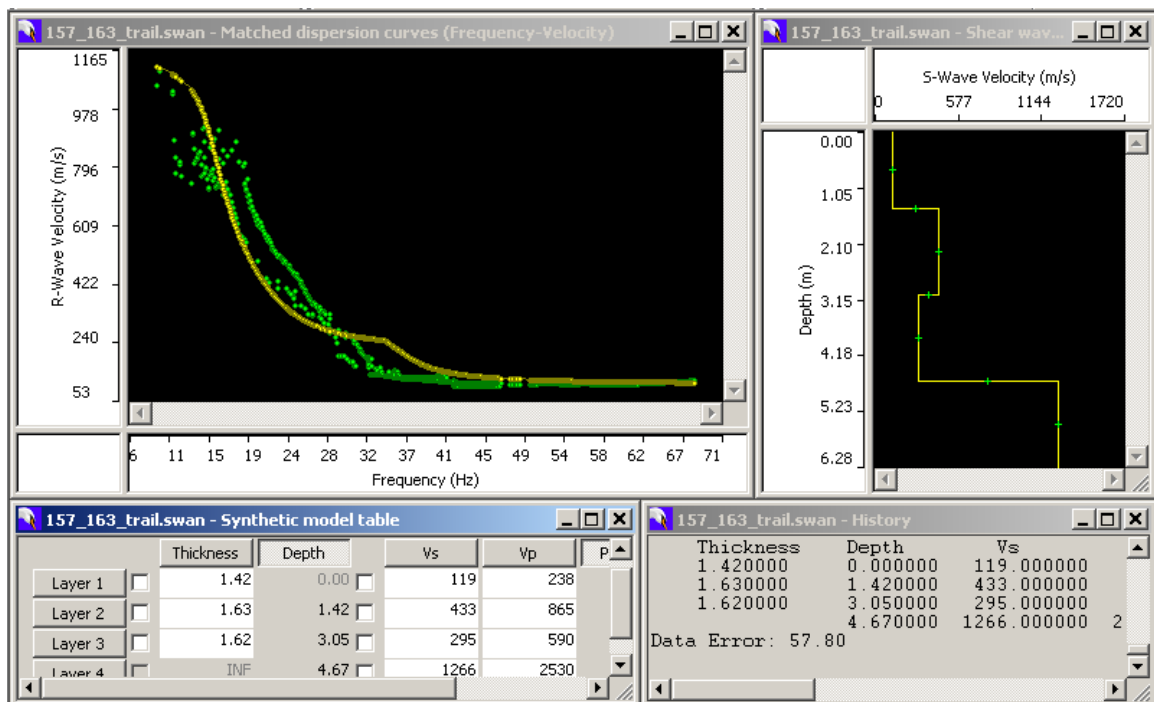 157_163_trail.swan - Matched dispersion curves (Frequency-Velocity)
R-Wave Velocity (m/s)
1165
978
796
609
422
240
53
6 11 15 19 24 28 32 37 41 45 49 54 58 62 67 71
Frequency (Hz)
157_163_trail.swan - Shear wav...
S-Wave Velocity (m/s)
0 577 1144 1720
Depth (m)
0.00
1.05
2.10
3.15
4.18
5.23
6.28
157_163_trail.swan - Synthetic model table
Thickness Depth Vs Vp P
Layer 1 1.42 0.00 119 238
Layer 2 1.63 1.42 433 865
Layer 3 1.62 3.05 295 590
Layer 4 INF 4.67 1266 2530
157_163_trail.swan - History
Thickness Depth Vs
1.420000 0.000000 119.000000
1.630000 1.420000 433.000000
1.620000 3.050000 295.000000
4.670000 1266.000000 2
Data Error: 57.80